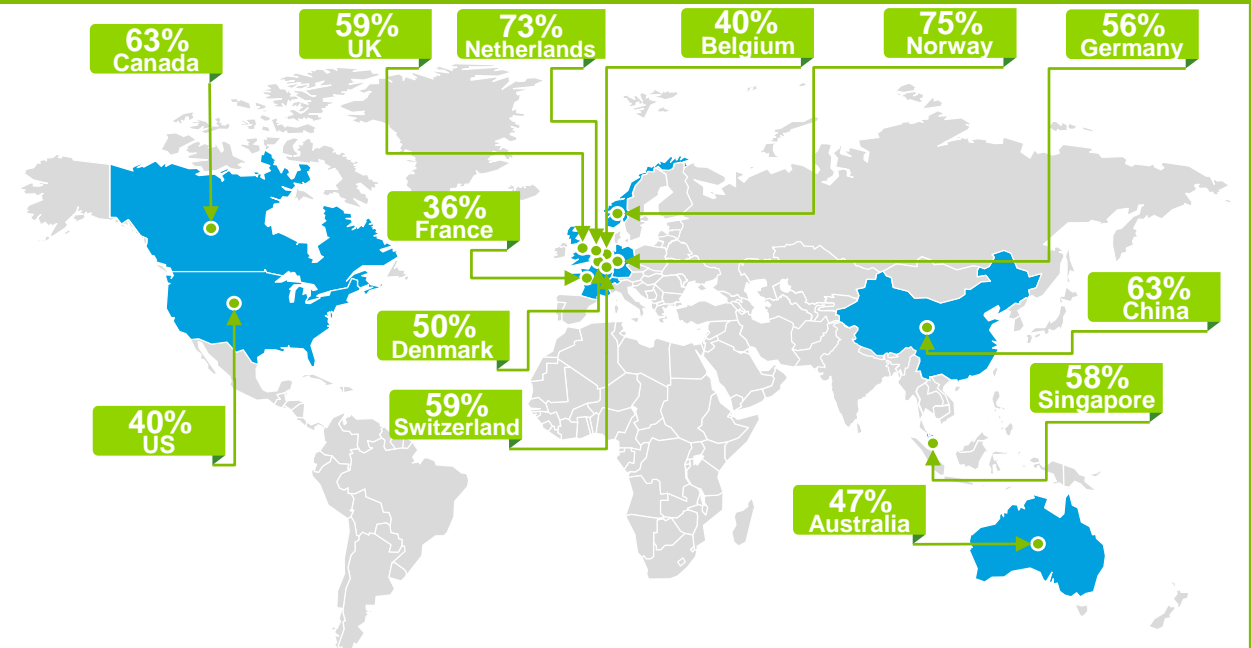 59%
UK
73%
Netherlands
40%
Belgium
75%
Norway
56%
Germany
63%
Canada
36%
France
63%
China
50%
Denmark
58%
Singapore
59%
Switzerland
40%
US
47%
Australia